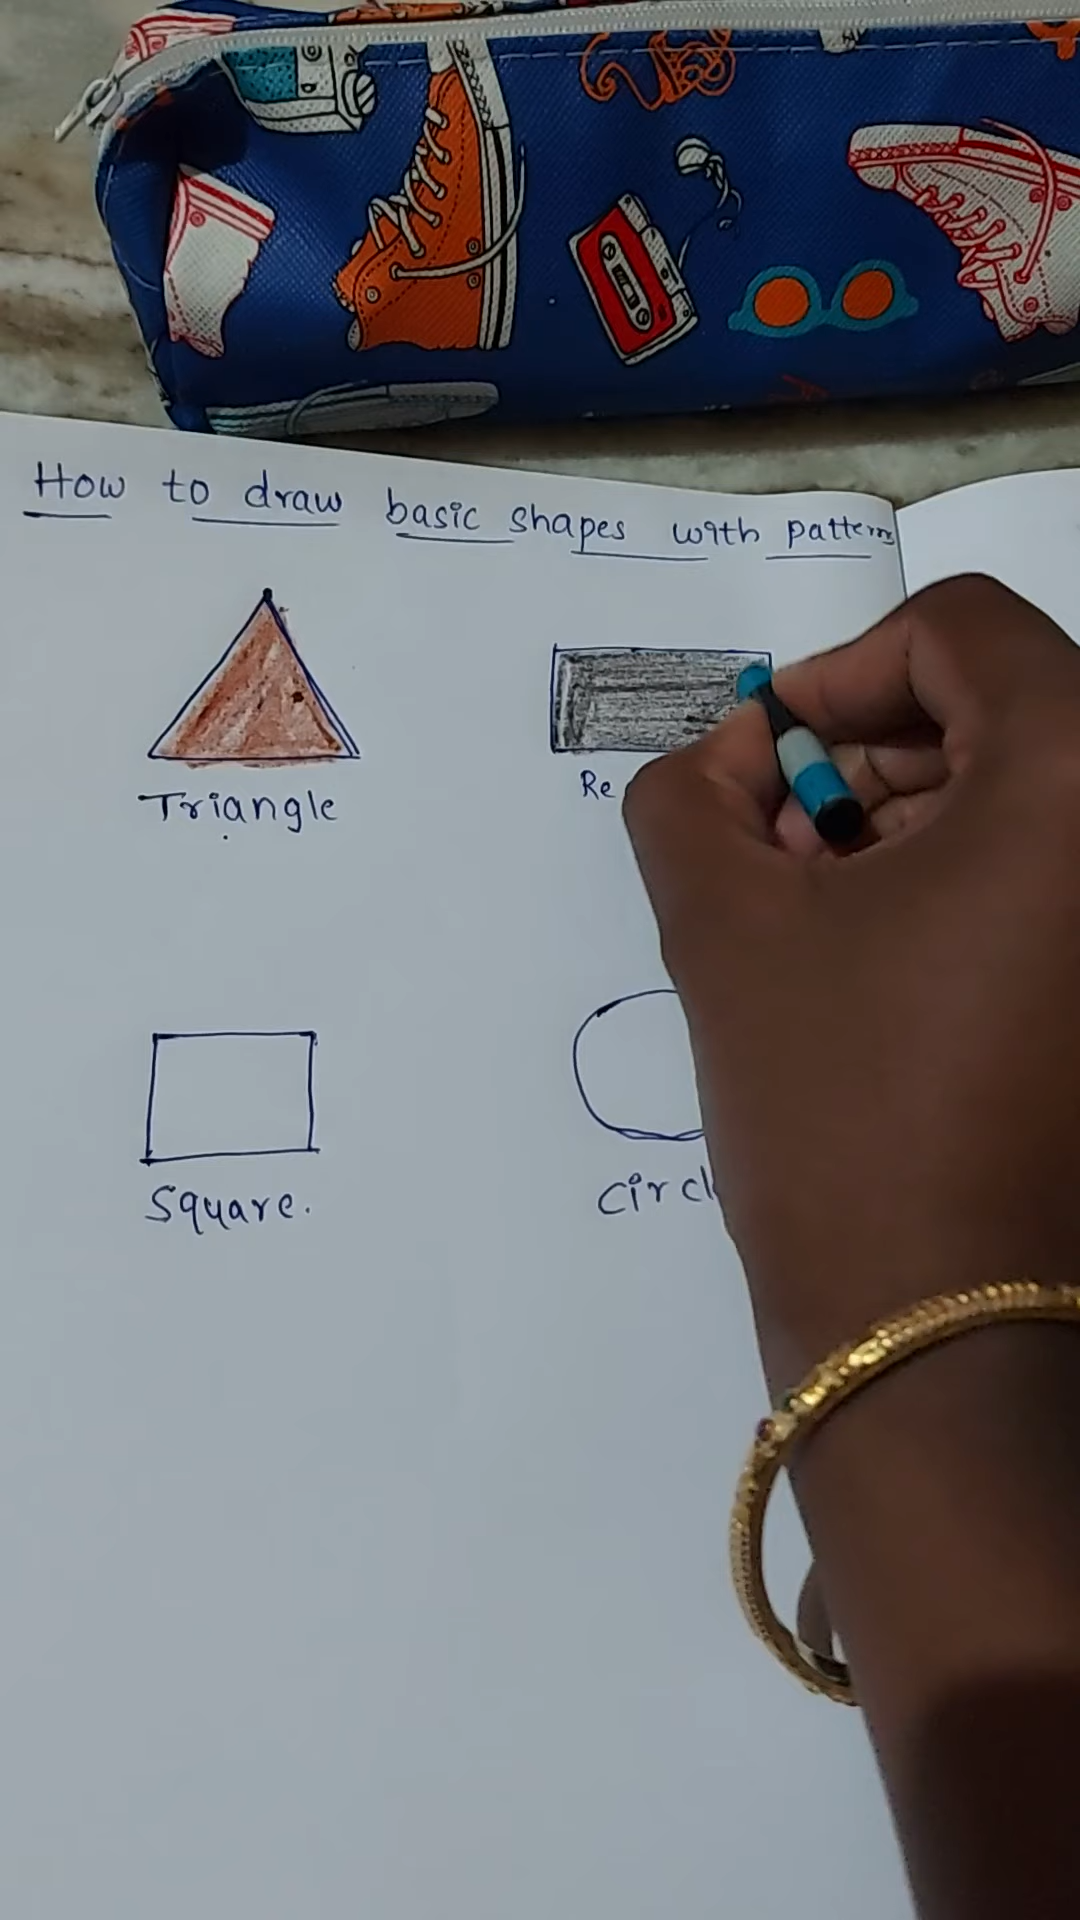 How to draw basic shapes with patterns
Triangle
Re
Square.
Circl